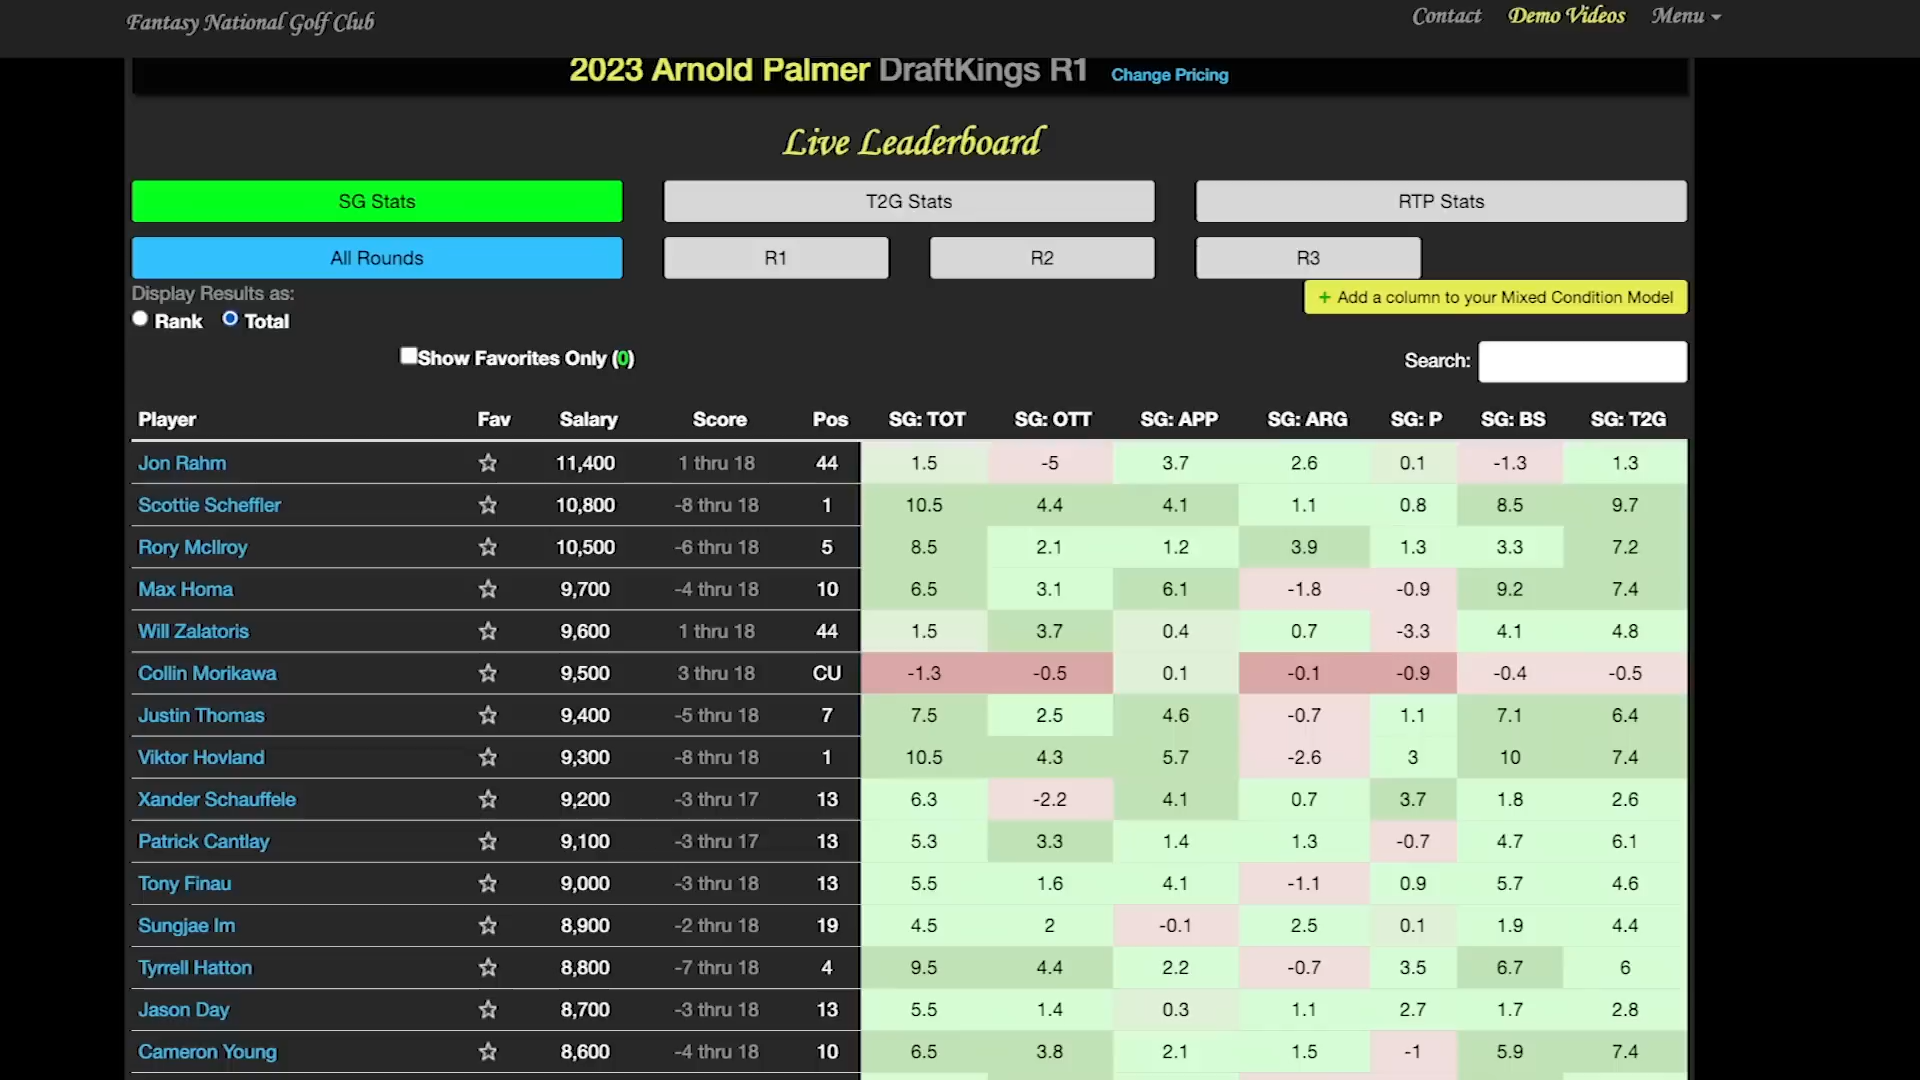 Fantasy National Golf Club
Contact Demo Videos Menu
2023 Arnold Palmer DraftKings R1 Change Pricing
Live Leaderboard
SG Stats T2G Stats RTP Stats
All Rounds R1 R2 R3
Display Results as:
+ Add a column to your Mixed Condition Model
Rank Total
Show Favorites Only (0)
Search:
Player Fav Salary Score Pos SG: TOT SG: OTT SG: APP SG: ARG SG: P SG: BS SG: T2G
Jon Rahm 11,400 1 thru 18 44 1.5 -5 3.7 2.6 0.1 -1.3 1.3
Scottie Scheffler 10,800 -8 thru 18 1 10.5 4.4 4.1 1.1 0.8 8.5 9.7
Rory McIlroy 10,500 -6 thru 18 5 8.5 2.1 1.2 3.9 1.3 3.3 7.2
Max Homa 9,700 -4 thru 18 10 6.5 3.1 6.1 -1.8 -0.9 9.2 7.4
Will Zalatoris 9,600 1 thru 18 44 1.5 3.7 0.4 0.7 -3.3 4.1 4.8
Collin Morikawa 9,500 3 thru 18 CU -1.3 -0.5 0.1 -0.1 -0.9 -0.4 -0.5
Justin Thomas 9,400 -5 thru 18 7 7.5 2.5 4.6 -0.7 1.1 7.1 6.4
Viktor Hovland 9,300 -8 thru 18 1 10.5 4.3 5.7 -2.6 3 10 7.4
Xander Schauffele 9,200 -3 thru 17 13 6.3 -2.2 4.1 0.7 3.7 1.8 2.6
Patrick Cantlay 9,100 -3 thru 17 13 5.3 3.3 1.4 1.3 -0.7 4.7 6.1
Tony Finau 9,000 -3 thru 18 13 5.5 1.6 4.1 -1.1 0.9 5.7 4.6
Sungjae Im 8,900 -2 thru 18 19 4.5 2 -0.1 2.5 0.1 1.9 4.4
Tyrrell Hatton 8,800 -7 thru 18 4 9.5 4.4 2.2 -0.7 3.5 6.7 6
Jason Day 8,700 -3 thru 18 13 5.5 1.4 0.3 1.1 2.7 1.7 2.8
Cameron Young 8,600 -4 thru 18 10 6.5 3.8 2.1 1.5 -1 5.9 7.4